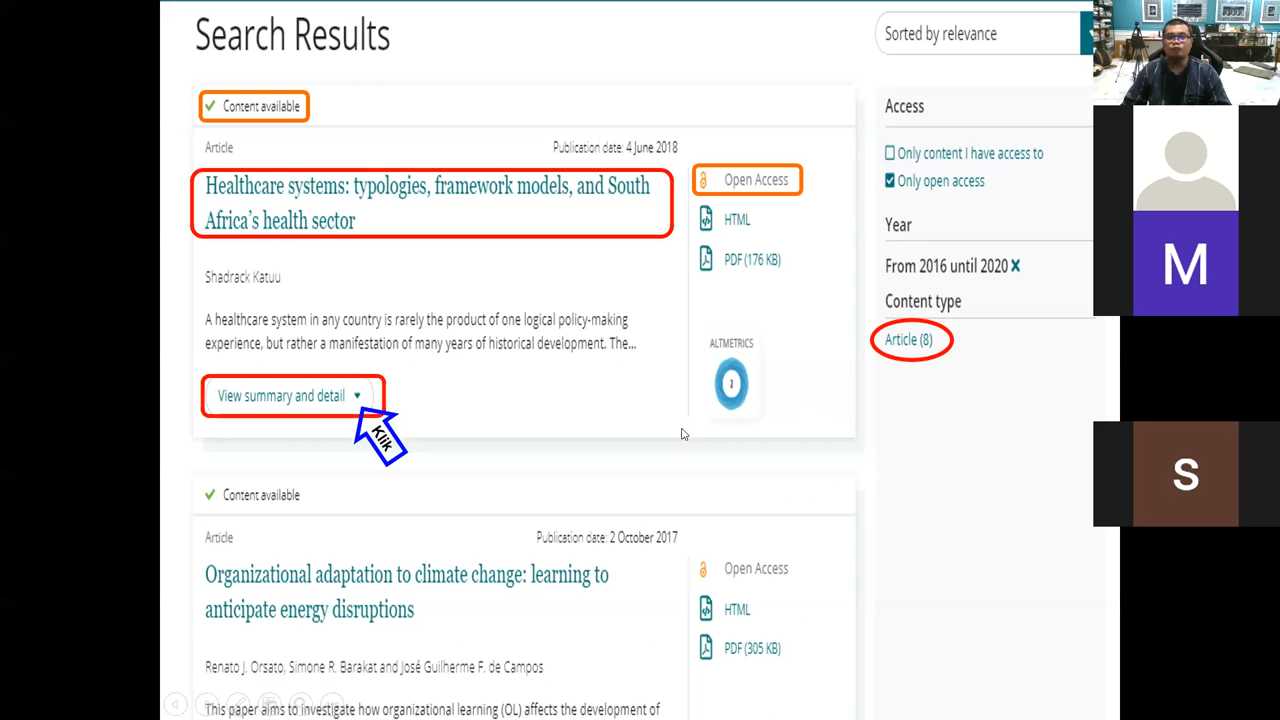 Search Results
Sorted by relevance
Content available
Article
Publication date: 4 June 2018
Healthcare systems: typologies, framework models, and South
Africa's health sector
Shadrack Katuu
A healthcare system in any country is rarely the product of one logical policy-making
experience, but rather a manifestation of many years of historical development. The...
View summary and detail
Klik
Open Access
HTML
PDF (176 KB)
ALTMETRICS
2
Content available
Article
Publication date: 2 October 2017
Organizational adaptation to climate change: learning to
anticipate energy disruptions
Renato J. Orsato, Simone R. Barakat and José Guilherme F. de Campos
This paper aims to investigate how organizational learning (OL) affects the development of
Open Access
HTML
PDF (305 KB)
Access
Only content I have access to
Only open access
Year
From 2016 until 2020
Content type
Article (8)
M
S